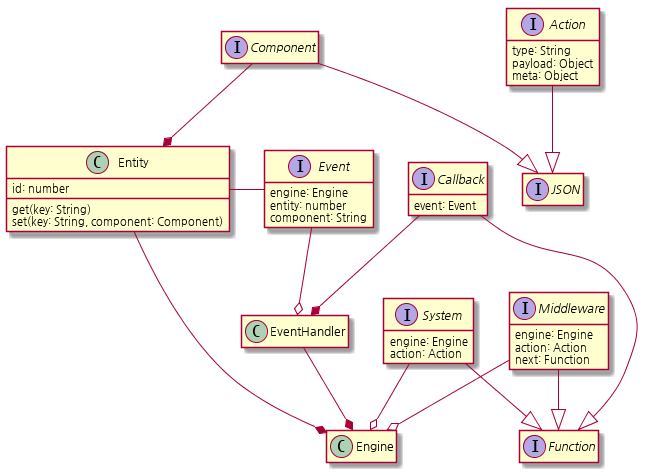 I Action
type: String
payload: Object
meta: Object
I Component
C Entity
id: number
get(key: String)
set(key: String, component: Component)
I Event
engine: Engine
entity: number
component: String
I Callback
event: Event
I JSON
C EventHandler
I System
engine: Engine
action: Action
I Middleware
engine: Engine
action: Action
next: Function
C Engine
I Function